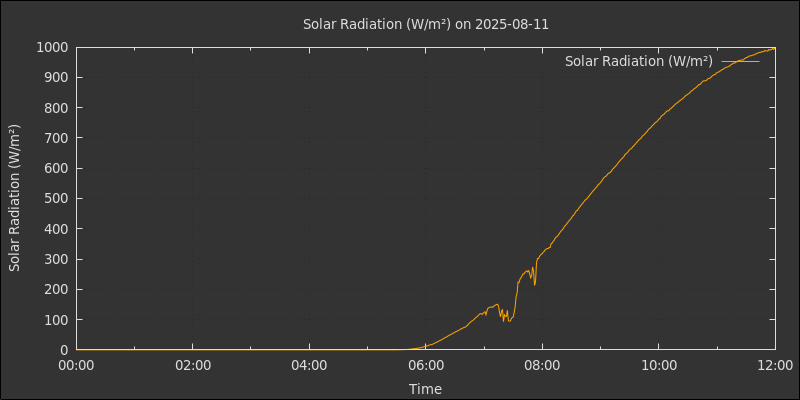 Solar Radiation (W/m²) on 2025-08-11
Solar Radiation (W/m²)
Solar Radiation (W/m²)
1000
900
800
700
600
500
400
300
200
100
0
00:00 02:00 04:00 06:00 08:00 10:00 12:00
Time